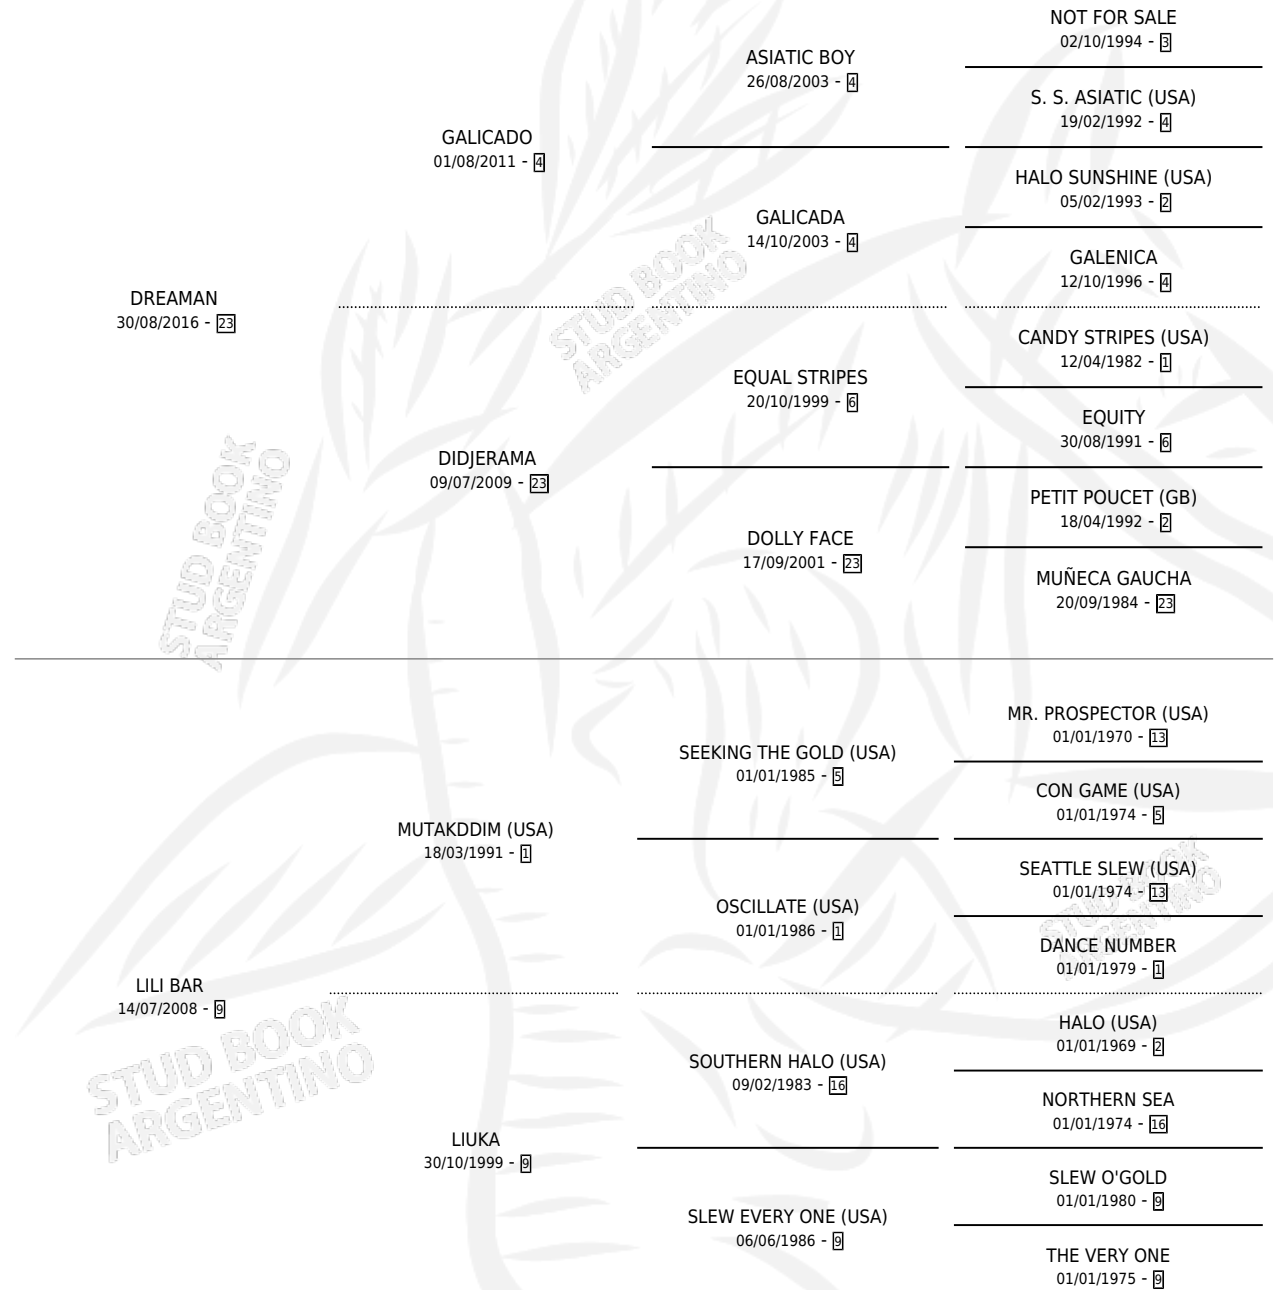 NOT FOR SALE
02/10/1994 - 3
ASIATIC BOY
26/08/2003 - 4
S. S. ASIATIC (USA)
19/02/1992 - 4
GALICADO
01/08/2011 - 4
HALO SUNSHINE (USA)
05/02/1993 - 2
GALICADA
14/10/2003 - 4
GALENICA
12/10/1996 - 4
DREAMAN
30/08/2016 - 23
CANDY STRIPES (USA)
12/04/1982 - 1
EQUAL STRIPES
20/10/1999 - 6
EQUITY
30/08/1991 - 6
DIDJERAMA
09/07/2009 - 23
PETIT POUCET (GB)
18/04/1992 - 2
DOLLY FACE
17/09/2001 - 23
MUÑECA GAUCHA
20/09/1984 - 23
STUD BOOK
ARGENTINO
STUD BOOK
ARGENTINO
MR. PROSPECTOR (USA)
01/01/1970 - 13
SEEKING THE GOLD (USA)
01/01/1985 - 5
CON GAME (USA)
01/01/1974 - 5
MUTAKDDIM (USA)
18/03/1991 - 1
SEATTLE SLEW (USA)
01/01/1974 - 13
OSCILLATE (USA)
01/01/1986 - 1
DANCE NUMBER
01/01/1979 - 1
LILI BAR
14/07/2008 - 9
HALO (USA)
01/01/1969 - 2
SOUTHERN HALO (USA)
09/02/1983 - 16
NORTHERN SEA
01/01/1974 - 16
LIUKA
30/10/1999 - 9
SLEW O'GOLD
01/01/1980 - 9
SLEW EVERY ONE (USA)
06/06/1986 - 9
THE VERY ONE
01/01/1975 - 9
STUD BOOK
ARGENTINO
STUD BOOK
ARGENTINO